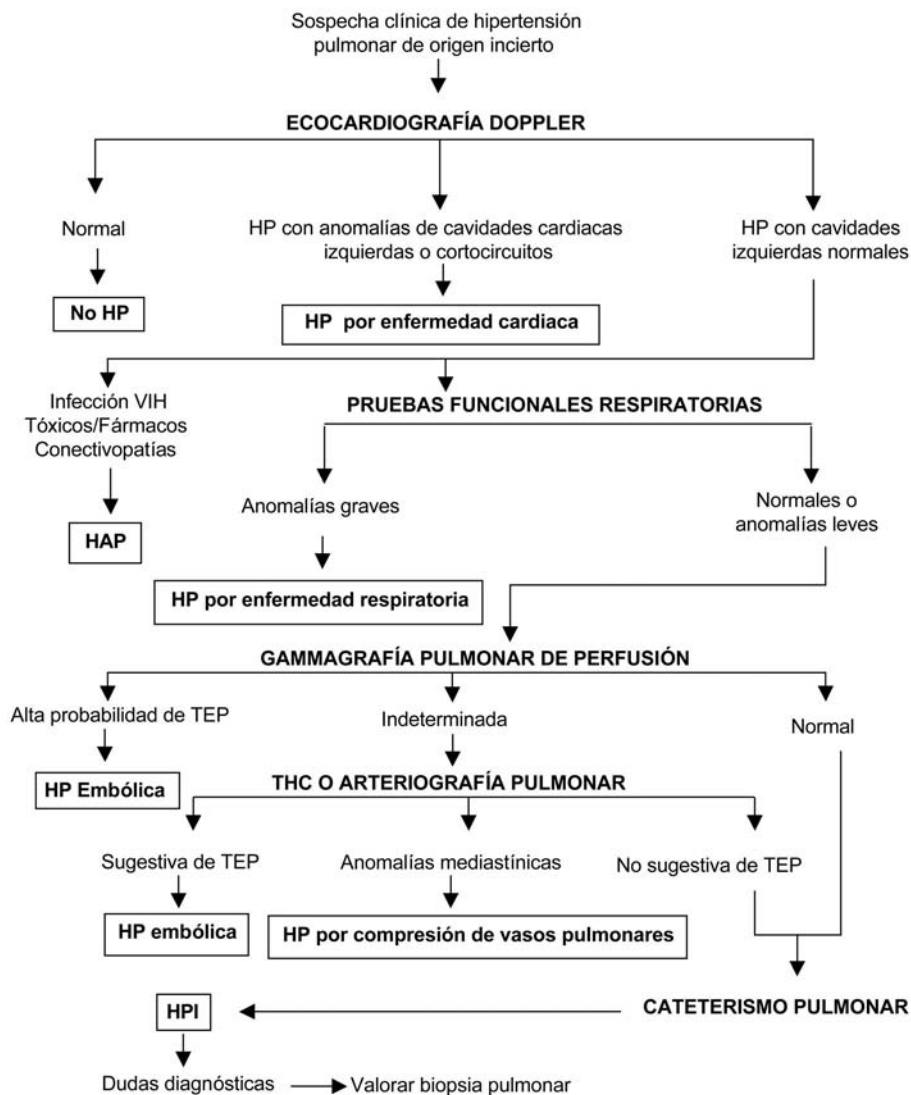 Sospecha clínica de hipertensión
pulmonar de origen incierto
ECOCARDIOGRAFÍA DOPPLER
Normal
HP con anomalías de cavidades cardiacas
izquierdas o cortocircuitos
HP con cavidades
izquierdas normales
No HP
HP por enfermedad cardiaca
Infección VIH
Tóxicos/Fármacos
Conectivopatías
PRUEBAS FUNCIONALES RESPIRATORIAS
Anomalías graves
Normales o
anomalías leves
HAP
HP por enfermedad respiratoria
GAMMAGRAFÍA PULMONAR DE PERFUSIÓN
Alta probabilidad de TEP
Indeterminada
Normal
HP Embólica
THC O ARTERIOGRAFÍA PULMONAR
Sugestiva de TEP
Anomalías mediastínicas
No sugestiva de TEP
HP embólica
HP por compresión de vasos pulmonares
CATETERISMO PULMONAR
HPI
Dudas diagnósticas
Valorar biopsia pulmonar